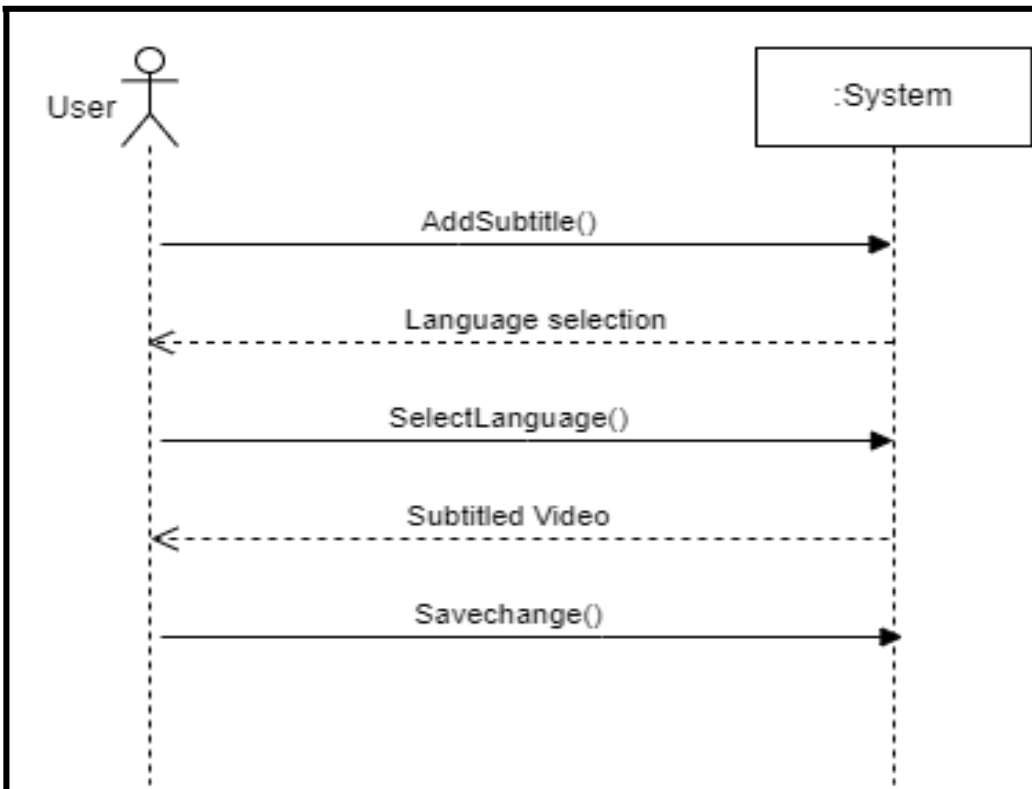 User
:System
AddSubtitle()
Language selection
SelectLanguage()
Subtitled Video
Savechange()